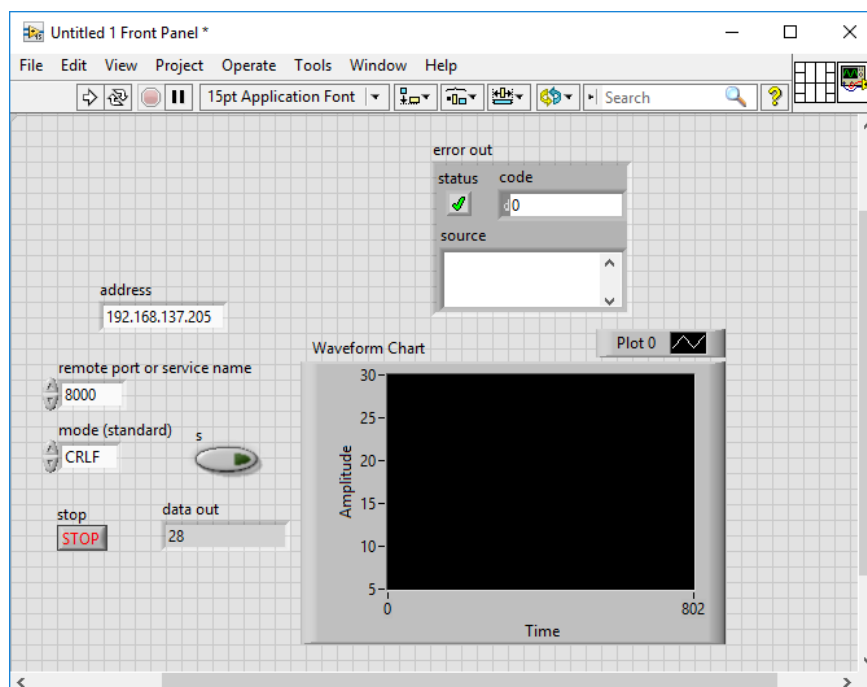 Untitled 1 Front Panel *
File Edit View Project Operate Tools Window Help
15pt Application Font Search ?
error out
status code
d 0
source
address
192.168.137.205
Waveform Chart
Plot 0
remote port or service name
8000
mode (standard)
s
CRLF
stop
STOP
data out
28
30
25
20
15
10
5
Amplitude
0
802
Time